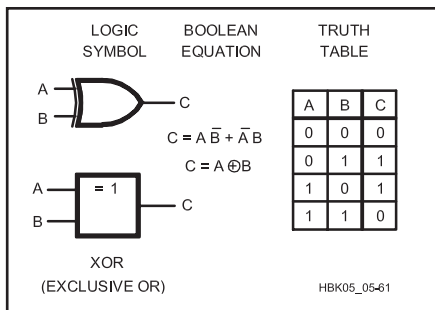 LOGIC SYMBOL
BOOLEAN EQUATION
TRUTH TABLE
A
B
C
C = A B̅ + A̅ B
C = A ⊕ B
A
B
= 1
C
XOR
(EXCLUSIVE OR)
A B C
0 0 0
0 1 1
1 0 1
1 1 0
HBK05_05-61